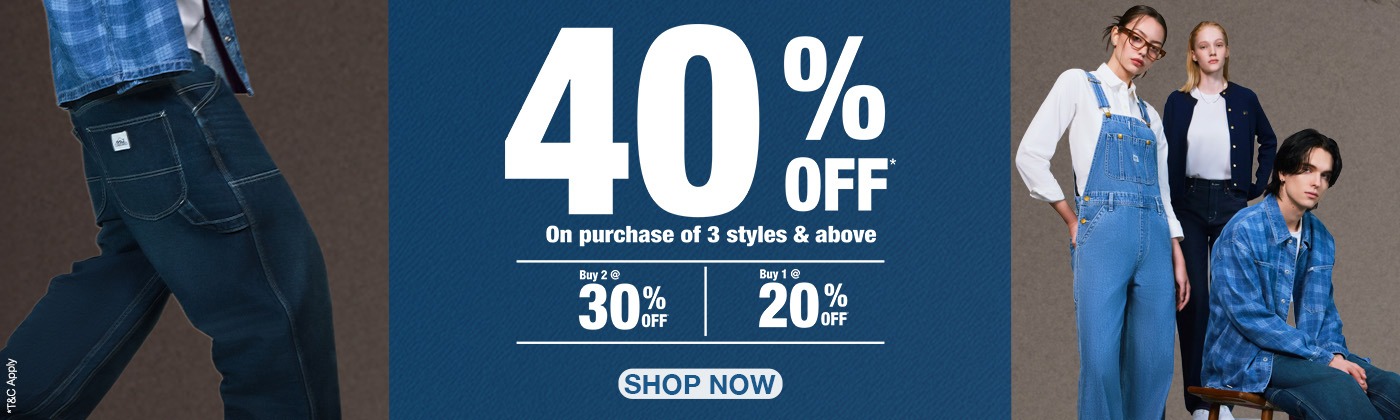 40%
OFF*
On purchase of 3 styles & above
Buy 2 @
30%
OFF
Buy 1 @
20%
OFF
SHOP NOW
*T&C Apply